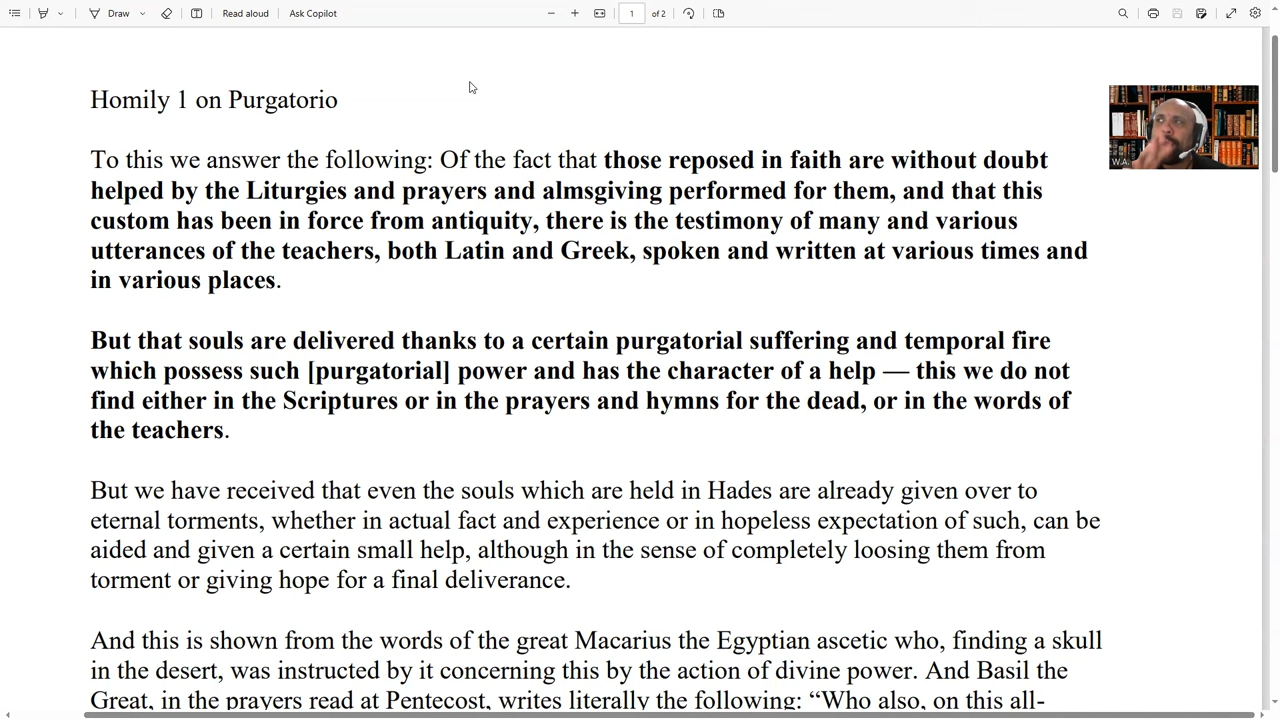 Draw
Read aloud
Ask Copilot
1
of 2
Homily 1 on Purgatorio
To this we answer the following: Of the fact that those reposed in faith are without doubt
helped by the Liturgies and prayers and almsgiving performed for them, and that this
custom has been in force from antiquity, there is the testimony of many and various
utterances of the teachers, both Latin and Greek, spoken and written at various times and
in various places.
But that souls are delivered thanks to a certain purgatorial suffering and temporal fire
which possess such [purgatorial] power and has the character of a help — this we do not
find either in the Scriptures or in the prayers and hymns for the dead, or in the words of
the teachers.
But we have received that even the souls which are held in Hades are already given over to
eternal torments, whether in actual fact and experience or in hopeless expectation of such, can be
aided and given a certain small help, although in the sense of completely loosing them from
torment or giving hope for a final deliverance.
And this is shown from the words of the great Macarius the Egyptian ascetic who, finding a skull
in the desert, was instructed by it concerning this by the action of divine power. And Basil the
Great, in the prayers read at Pentecost, writes literally the following: “Who also, on this all-
W.A.